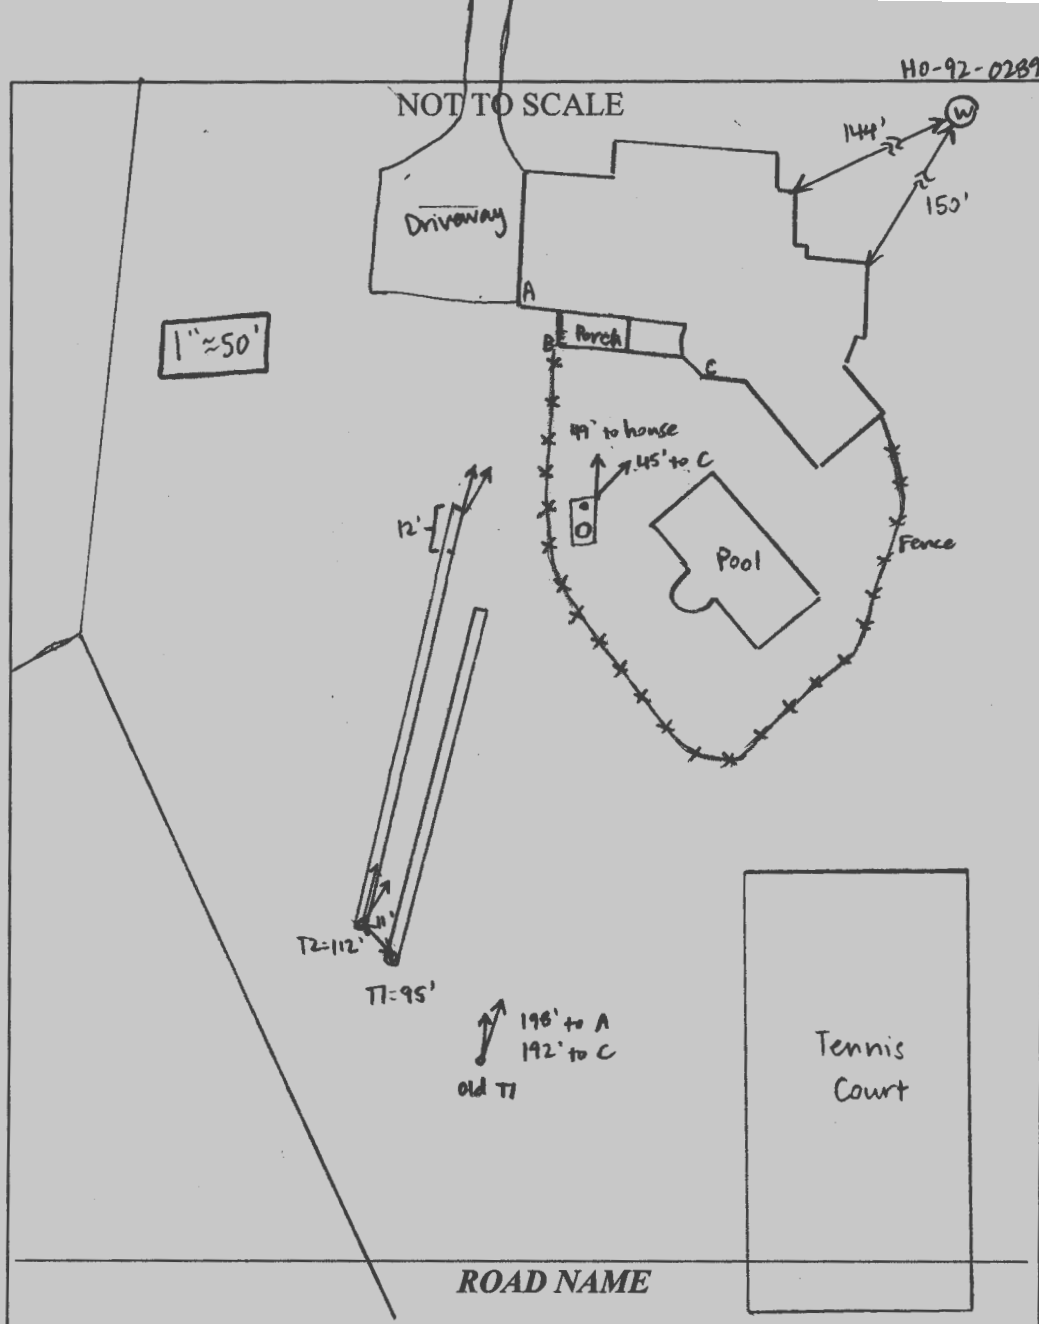 HO-92-0289
NOT TO SCALE
W
144'
150'
Driveway
A
1" ≈ 50'
B
Porch
C
49' to house
45' to C
12'
Pool
Fence
11'
T2=112'
T1=95'
198' to A
192' to C
Old T1
Tennis
Court
ROAD NAME